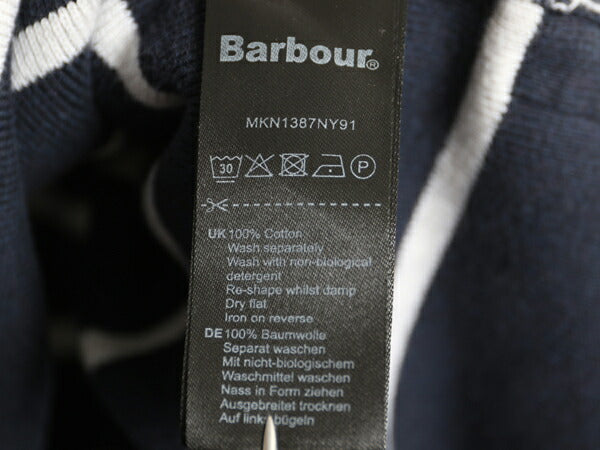 Barbour®
MKN1387NY91
30 P
UK 100% Cotton
Wash separately
Wash with non-biological
detergent
Re-shape whilst damp
Dry flat
Iron on reverse
DE 100% Baumwolle
Separat waschen
Mit nicht-biologischem
Waschmittel waschen
Nass in Form ziehen
Ausgebreitet trocknen
Auf links bügeln